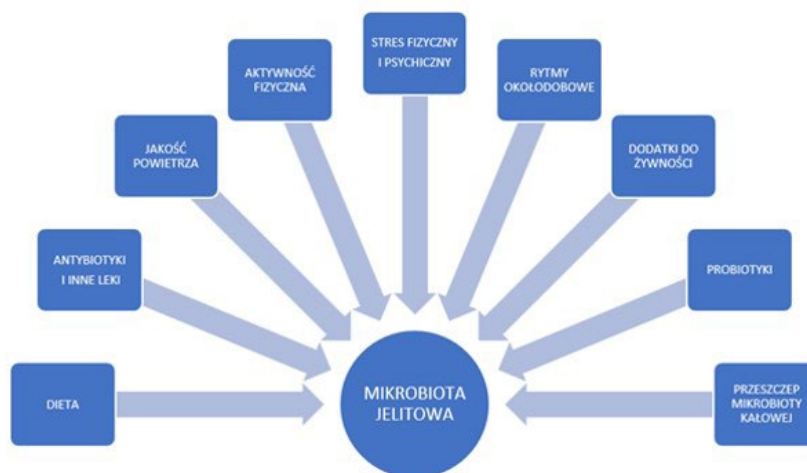 STRES FIZYCZNY
I PSYCHICZNY
AKTYWNOŚĆ
FIZYCZNA
RYTMY
OKOŁODOBOWE
JAKOŚĆ
POWIETRZA
DODATKI DO
ŻYWNOŚCI
ANTYBIOTYKI
I INNE LEKI
PROBIOTYKI
DIETA
MIKROBIOTA
JELITOWA
PRZESZCZEP
MIKROBIOTY
KAŁOWEJ